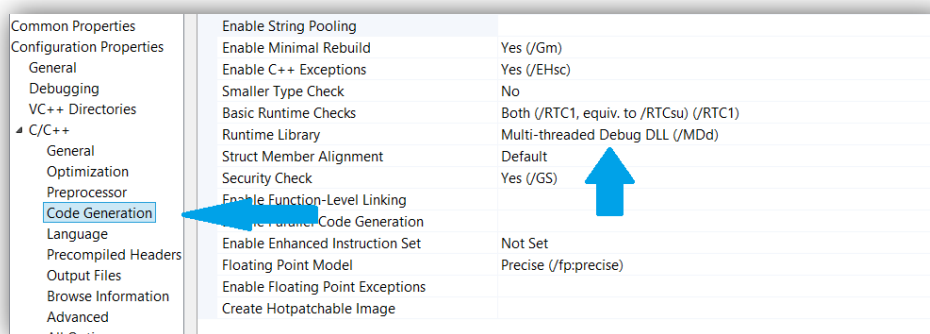 Common Properties
Configuration Properties
General
Debugging
VC++ Directories
C/C++
General
Optimization
Preprocessor
Code Generation
Language
Precompiled Headers
Output Files
Browse Information
Advanced
Enable String Pooling
Enable Minimal Rebuild Yes (/Gm)
Enable C++ Exceptions Yes (/EHsc)
Smaller Type Check No
Basic Runtime Checks Both (/RTC1, equiv. to /RTCsu) (/RTC1)
Runtime Library Multi-threaded Debug DLL (/MDd)
Struct Member Alignment Default
Security Check Yes (/GS)
Enable Function-Level Linking
Parallel Code Generation
Enable Enhanced Instruction Set Not Set
Floating Point Model Precise (/fp:precise)
Enable Floating Point Exceptions
Create Hotpatchable Image